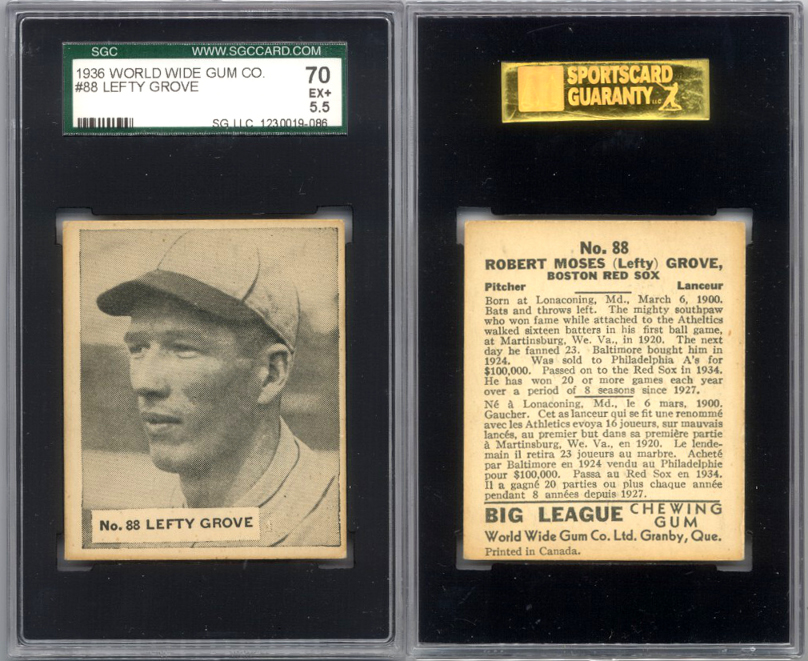 SGC WWW.SGCCARD.COM
1936 WORLD WIDE GUM CO.
#88 LEFTY GROVE
70
EX+
5.5
SG LLC 1230019-086
No. 88 LEFTY GROVE
SPORTSCARD
GUARANTY LLC
No. 88
ROBERT MOSES (Lefty) GROVE,
BOSTON RED SOX
Pitcher Lanceur
Born at Lonaconing, Md., March 6, 1900.
Bats and throws left. The mighty southpaw
who won fame while attached to the Atheltics
walked sixteen batters in his first ball game,
at Martinsburg, We. Va., in 1920. The next
day he fanned 23. Baltimore bought him in
1924. Was sold to Philadelphia A's for
$100,000. Passed on to the Red Sox in 1934.
He has won 20 or more games each year
over a period of 8 seasons since 1927.
Né à Lonaconing, Md., le 6 mars, 1900.
Gaucher. Cet as lanceur qui se fit une renommé
avec les Athletics evoya 16 joueurs, sur mauvais
lancés, au premier but dans sa première partie
à Martinsburg, We. Va., en 1920. Le lende-
main il retira 23 joueurs au marbre. Acheté
par Baltimore en 1924 vendu au Philadelphie
pour $100,000. Passa au Red Sox en 1934.
Il a gagné 20 parties ou plus chaque année
pendant 8 années depuis 1927.
BIG LEAGUE CHEWING
GUM
World Wide Gum Co. Ltd. Granby, Que.
Printed in Canada.